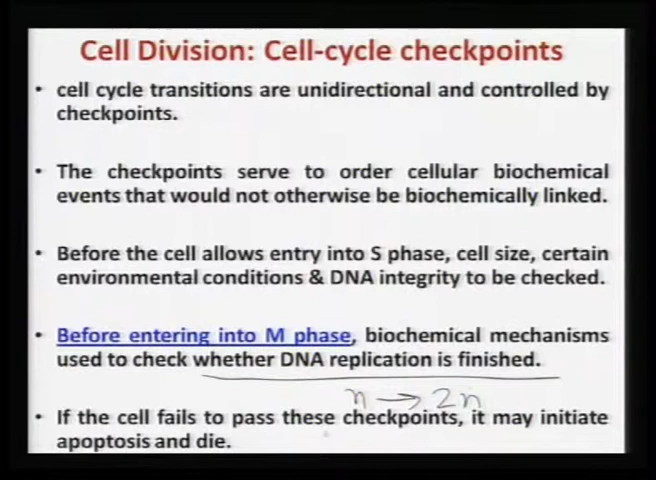 Cell Division: Cell-cycle checkpoints
• cell cycle transitions are unidirectional and controlled by
checkpoints.
• The checkpoints serve to order cellular biochemical
events that would not otherwise be biochemically linked.
• Before the cell allows entry into S phase, cell size, certain
environmental conditions & DNA integrity to be checked.
• Before entering into M phase, biochemical mechanisms
used to check whether DNA replication is finished.
n → 2n
• If the cell fails to pass these checkpoints, it may initiate
apoptosis and die.